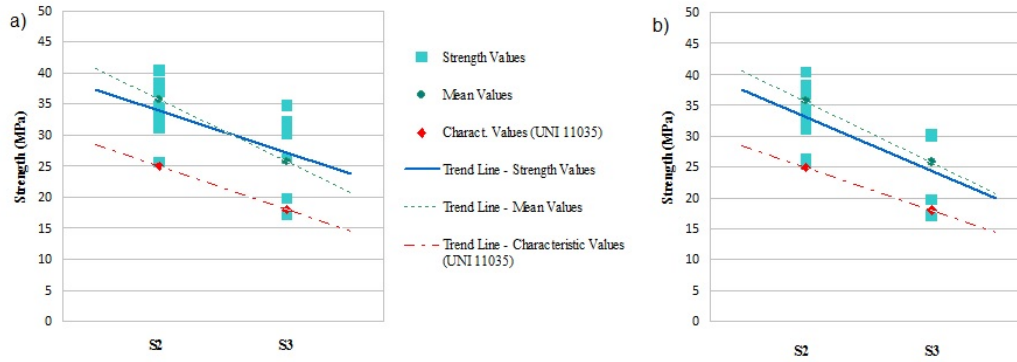 a)
Strength (MPa)
50
45
40
35
30
25
20
15
10
5
0
S2
S3
Strength Values
Mean Values
Charact. Values (UNI 11035)
Trend Line - Strength Values
Trend Line - Mean Values
Trend Line - Characteristic Values
(UNI 11035)
b)
Strength (MPa)
50
45
40
35
30
25
20
15
10
5
0
S2
S3